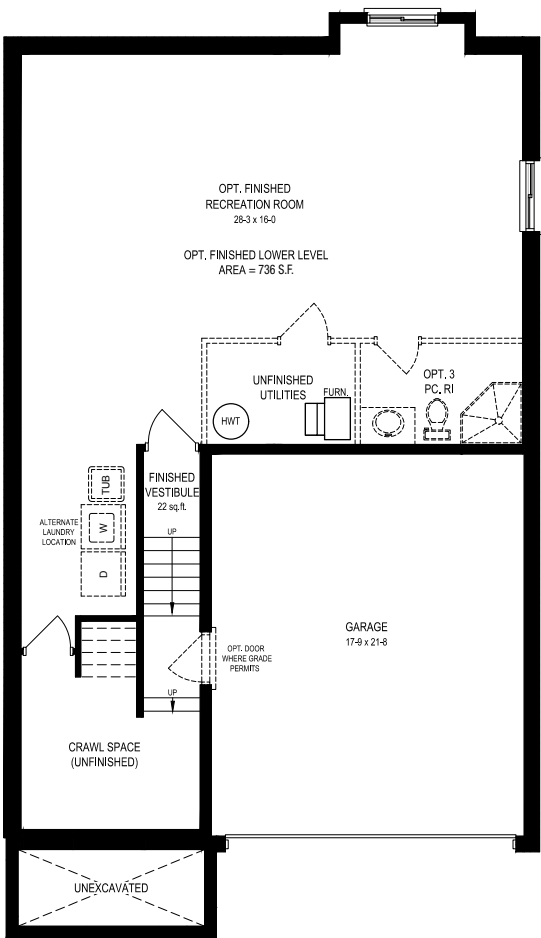 OPT. FINISHED
RECREATION ROOM
28-3 x 16-0
OPT. FINISHED LOWER LEVEL
AREA = 736 S.F.
UNFINISHED
UTILITIES
FURN.
HWT
OPT. 3
PC. RI
FINISHED
VESTIBULE
22 sq.ft.
TUB
W
D
ALTERNATE
LAUNDRY
LOCATION
UP
OPT. DOOR
WHERE GRADE
PERMITS
UP
GARAGE
17-9 x 21-8
CRAWL SPACE
(UNFINISHED)
UNEXCAVATED